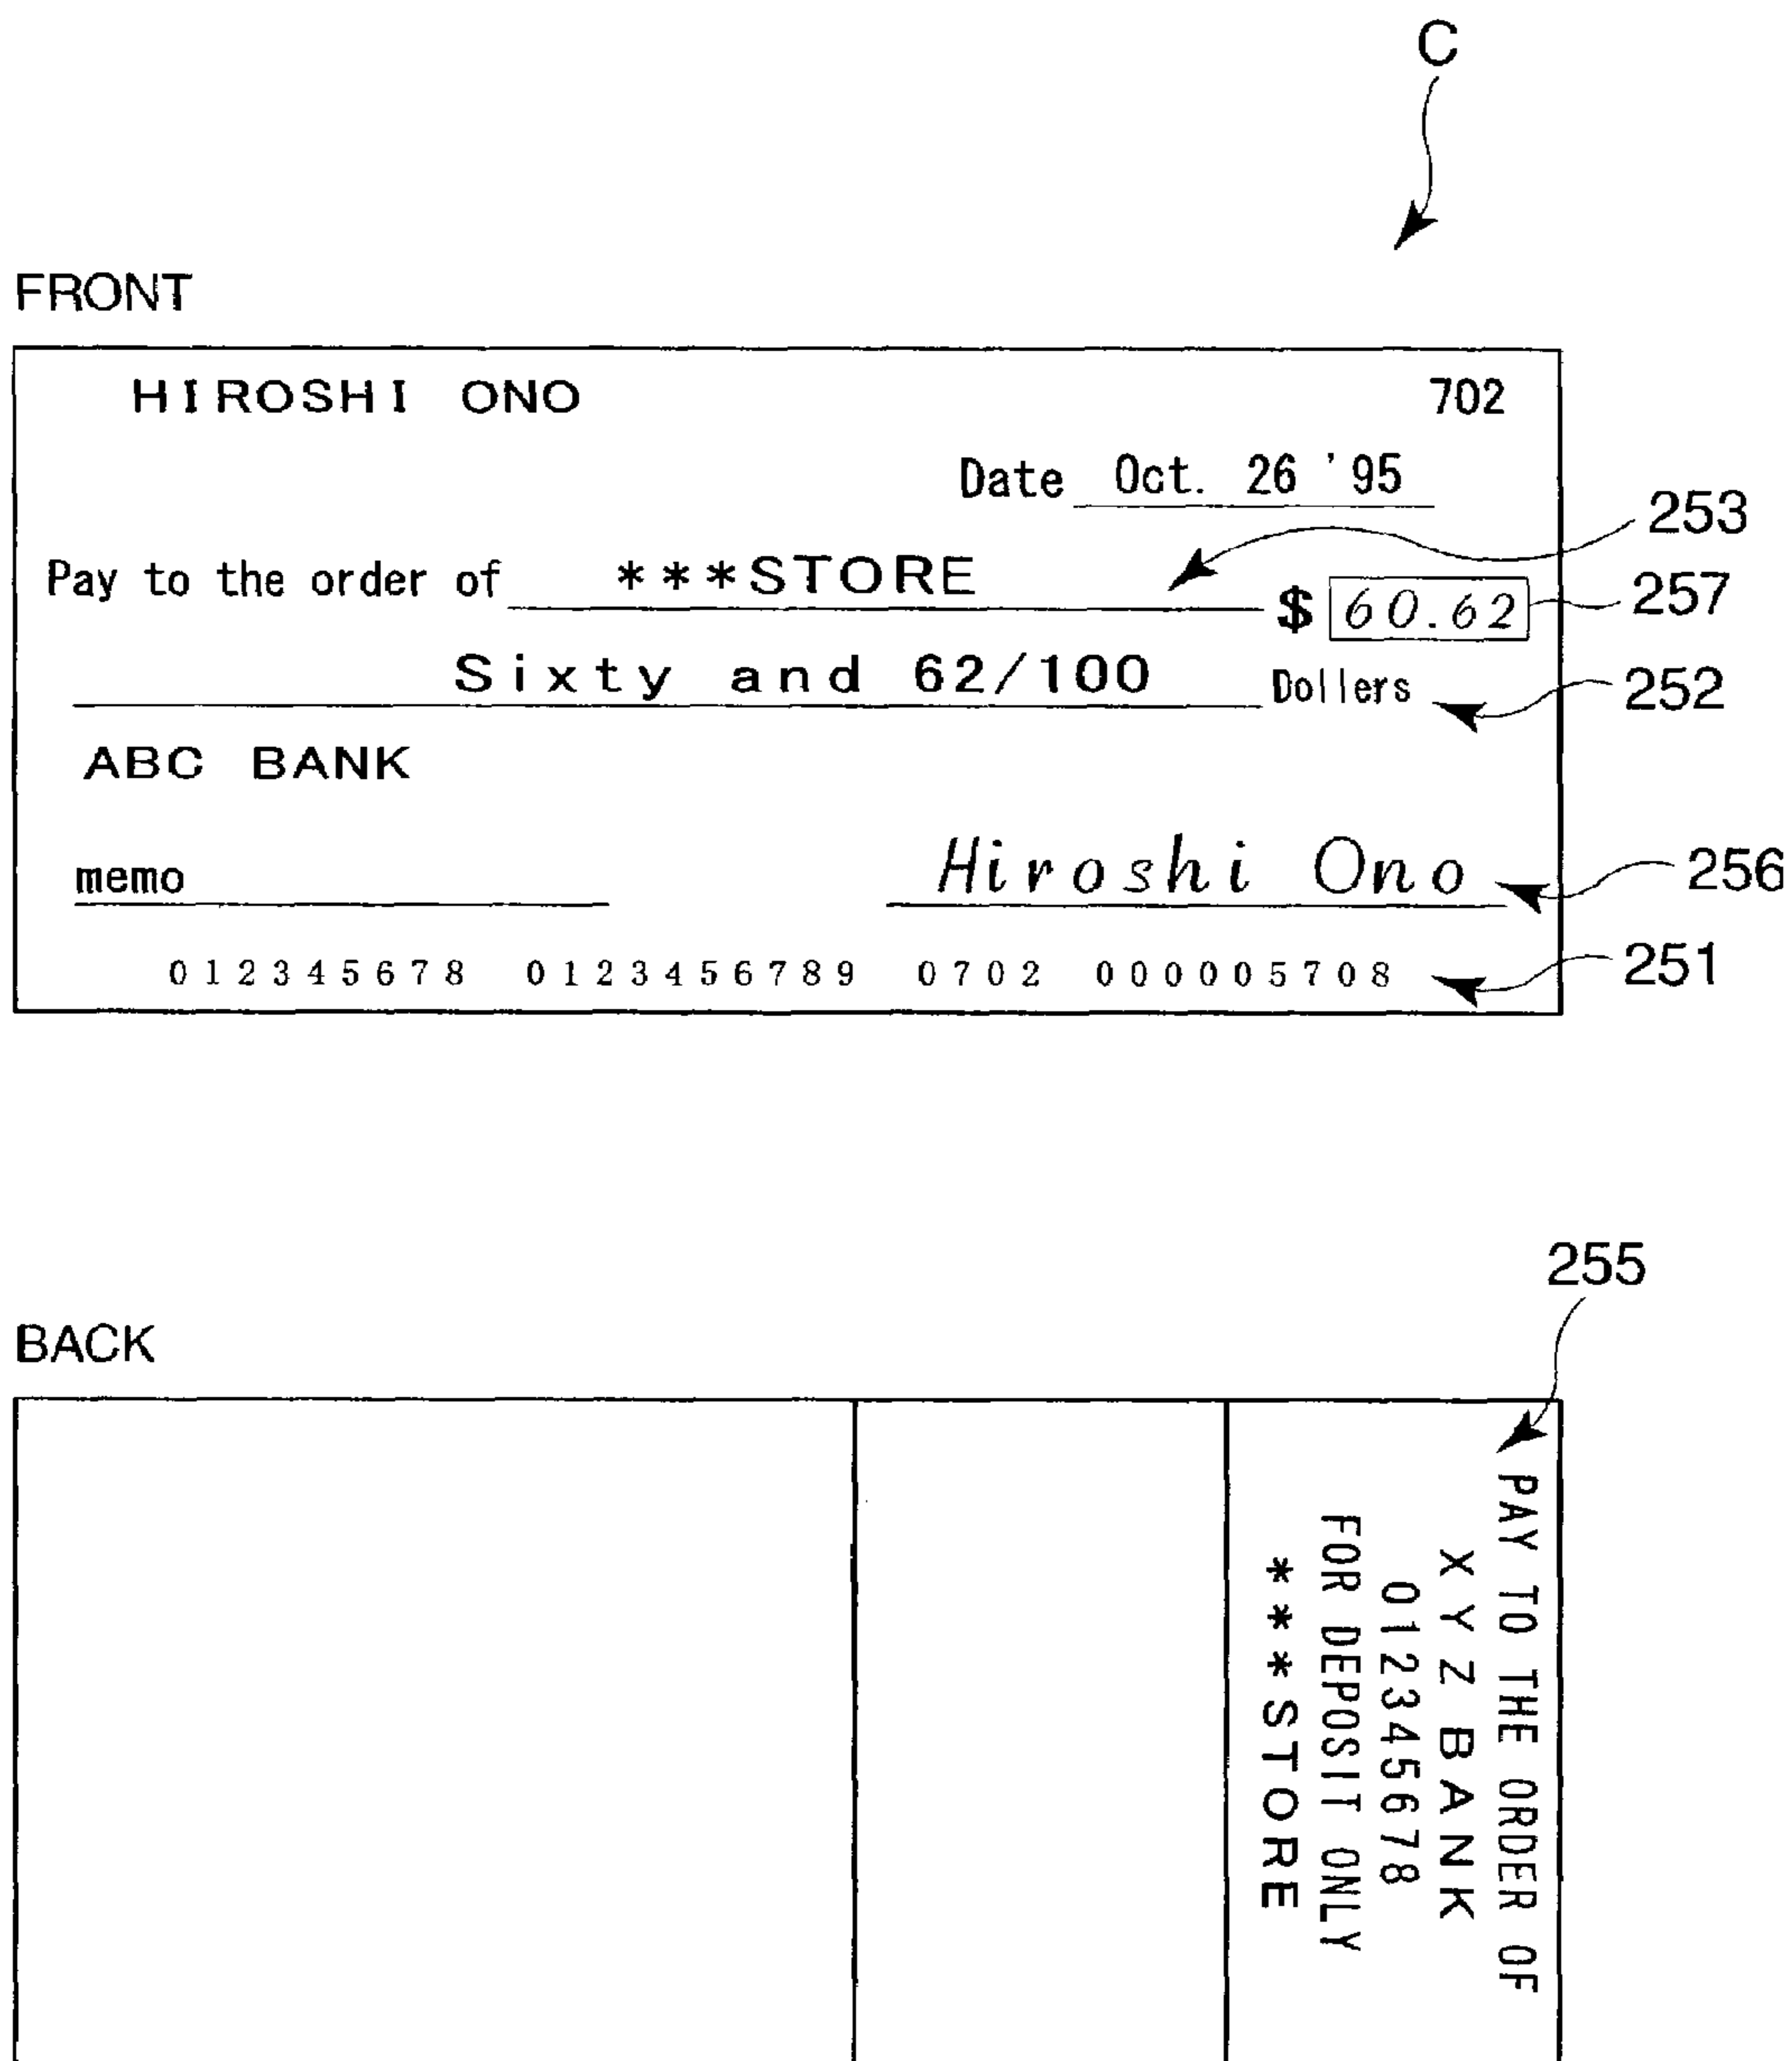 C
FRONT
HIROSHI ONO 702
Date Oct. 26 '95
253
Pay to the order of ***STORE $ 60.62 257
Sixty and 62/100 Dollers 252
ABC BANK
memo Hiroshi Ono 256
012345678 0123456789 0702 000005708 251
255
BACK
PAY TO THE ORDER OF
XYZ BANK
012345678
FOR DEPOSIT ONLY
***STORE